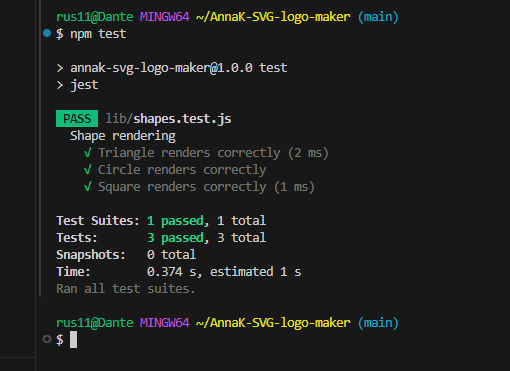 rus11@Dante MINGW64 ~/AnnaK-SVG-logo-maker (main)
$ npm test
> annak-svg-logo-maker@1.0.0 test
> jest
PASS lib/shapes.test.js
Shape rendering
√ Triangle renders correctly (2 ms)
√ Circle renders correctly
√ Square renders correctly (1 ms)
Test Suites: 1 passed, 1 total
Tests: 3 passed, 3 total
Snapshots: 0 total
Time: 0.374 s, estimated 1 s
Ran all test suites.
rus11@Dante MINGW64 ~/AnnaK-SVG-logo-maker (main)
$